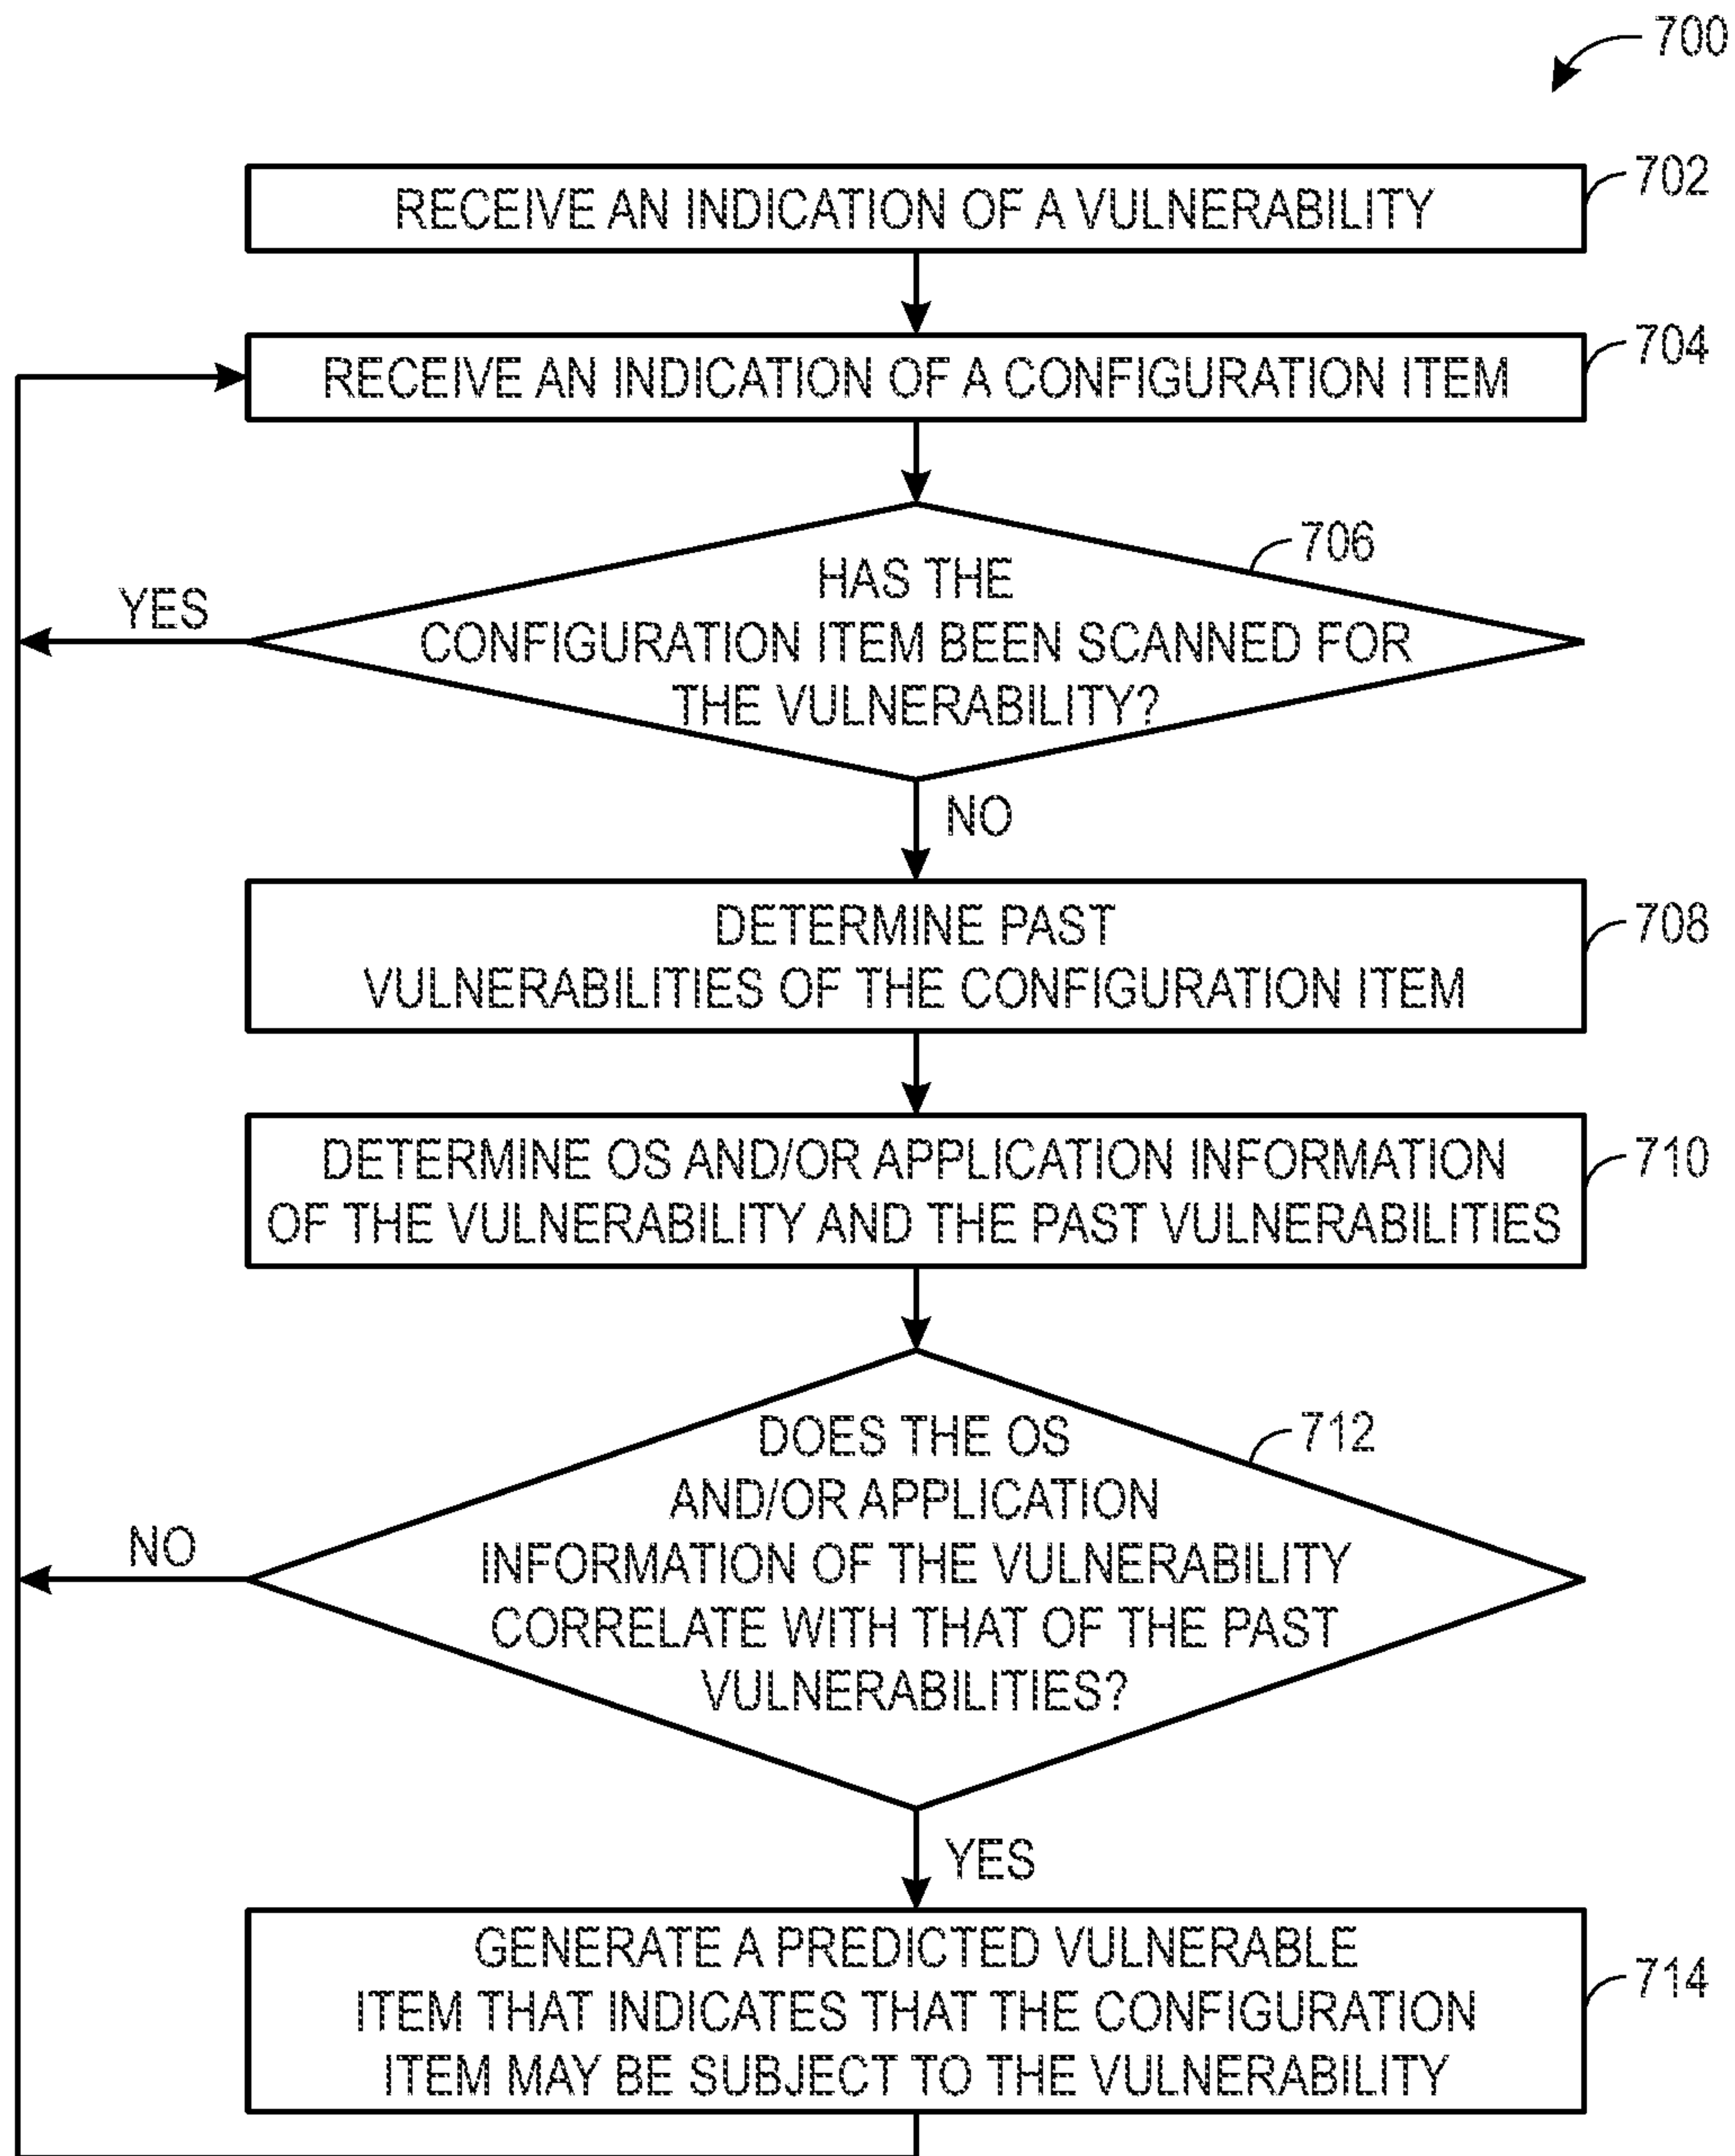 700
RECEIVE AN INDICATION OF A VULNERABILITY
702
RECEIVE AN INDICATION OF A CONFIGURATION ITEM
704
706
HAS THE
CONFIGURATION ITEM BEEN SCANNED FOR
THE VULNERABILITY?
YES
NO
DETERMINE PAST
VULNERABILITIES OF THE CONFIGURATION ITEM
708
DETERMINE OS AND/OR APPLICATION INFORMATION
OF THE VULNERABILITY AND THE PAST VULNERABILITIES
710
DOES THE OS
AND/OR APPLICATION
INFORMATION OF THE VULNERABILITY
CORRELATE WITH THAT OF THE PAST
VULNERABILITIES?
712
NO
YES
GENERATE A PREDICTED VULNERABLE
ITEM THAT INDICATES THAT THE CONFIGURATION
ITEM MAY BE SUBJECT TO THE VULNERABILITY
714